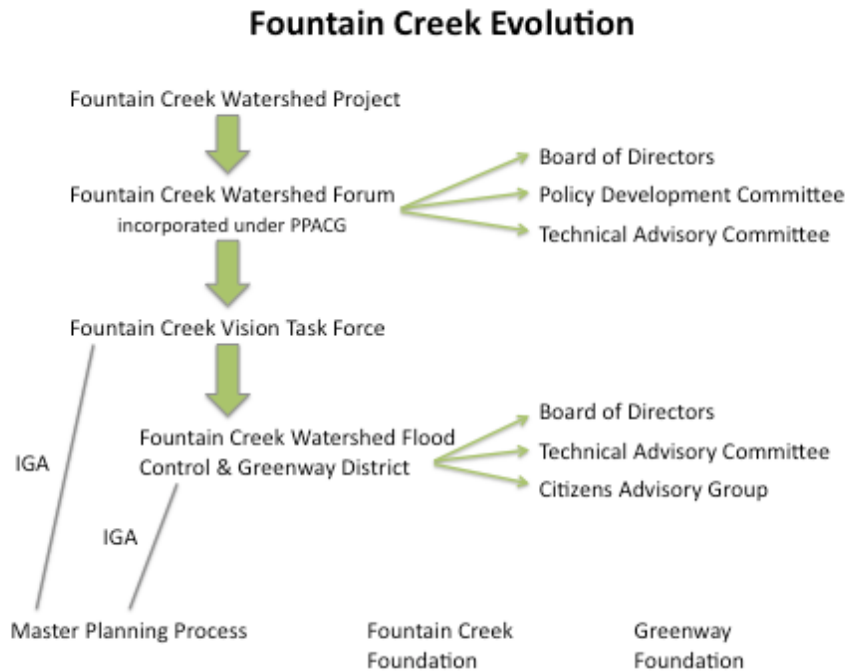 Fountain Creek Evolution
Fountain Creek Watershed Project
Fountain Creek Watershed Forum
incorporated under PPACG
Board of Directors
Policy Development Committee
Technical Advisory Committee
Fountain Creek Vision Task Force
Fountain Creek Watershed Flood
Control & Greenway District
Board of Directors
Technical Advisory Committee
Citizens Advisory Group
IGA
IGA
Master Planning Process
Fountain Creek
Foundation
Greenway
Foundation